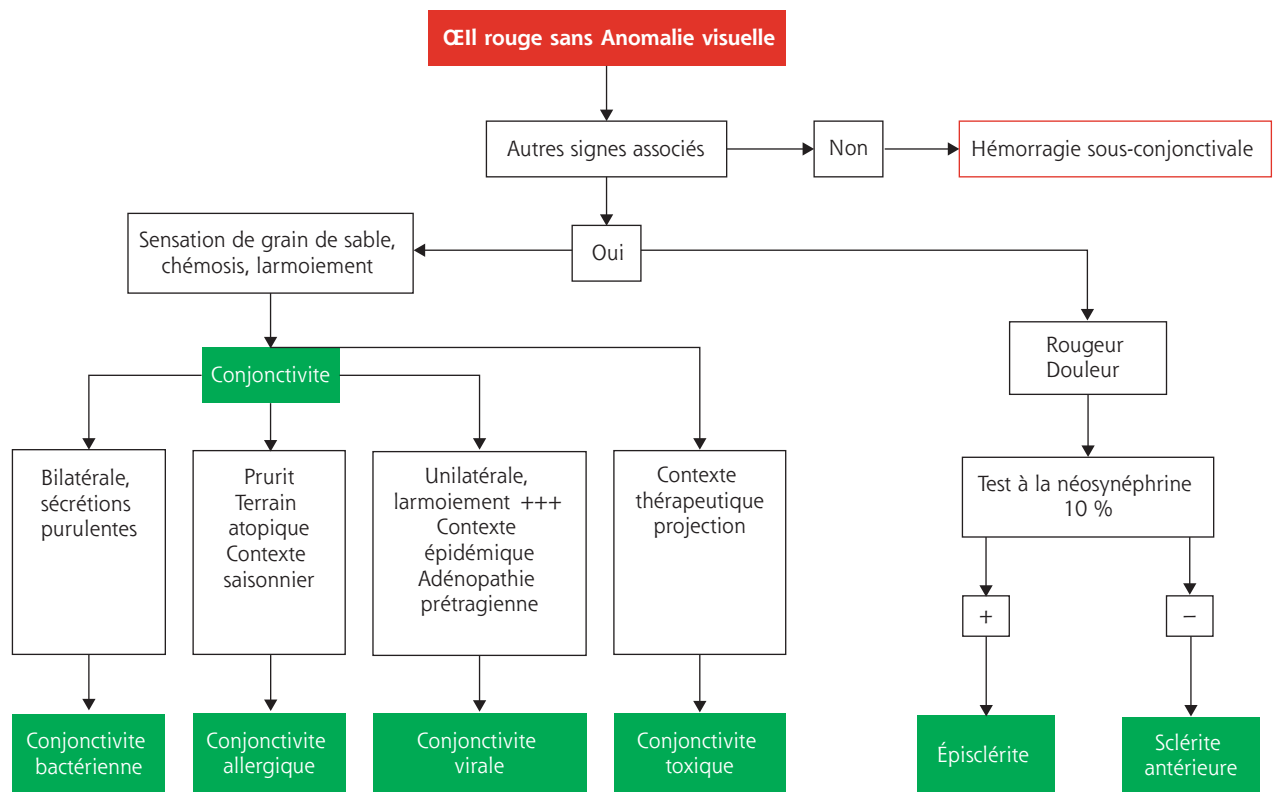 ŒIl rouge sans Anomalie visuelle
Autres signes associés
Non
Hémorragie sous-conjonctivale
Sensation de grain de sable,
chémosis, larmoiement
Oui
Rougeur
Douleur
Conjonctivite
Bilatérale,
sécrétions
purulentes
Prurit
Terrain
atopique
Contexte
saisonnier
Unilatérale,
larmoiement +++
Contexte
épidémique
Adénopathie
prétragienne
Contexte
thérapeutique
projection
Test à la néosynéphrine
10 %
+
−
Conjonctivite
bactérienne
Conjonctivite
allergique
Conjonctivite
virale
Conjonctivite
toxique
Épisclérite
Sclérite
antérieure